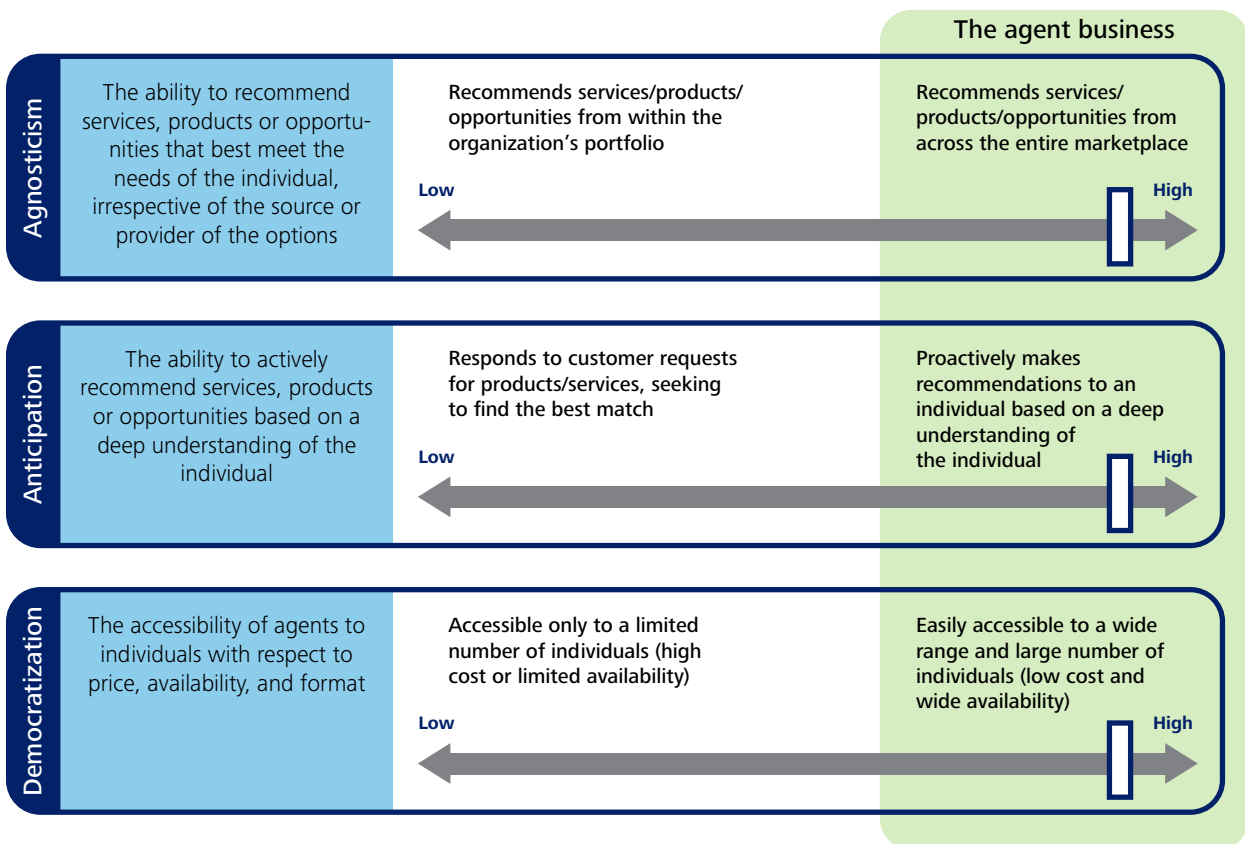 The agent business
Agnosticism
The ability to recommend
services, products or opportu-
nities that best meet the
needs of the individual,
irrespective of the source or
provider of the options
Recommends services/products/
opportunities from within the
organization’s portfolio
Recommends services/
products/opportunities from
across the entire marketplace
Low
High
Anticipation
The ability to actively
recommend services, products
or opportunities based on a
deep understanding of the
individual
Responds to customer requests
for products/services, seeking
to find the best match
Proactively makes
recommendations to an
individual based on a deep
understanding of
the individual
Low
High
Democratization
The accessibility of agents to
individuals with respect to
price, availability, and format
Accessible only to a limited
number of individuals (high
cost or limited availability)
Easily accessible to a wide
range and large number of
individuals (low cost and
wide availability)
Low
High